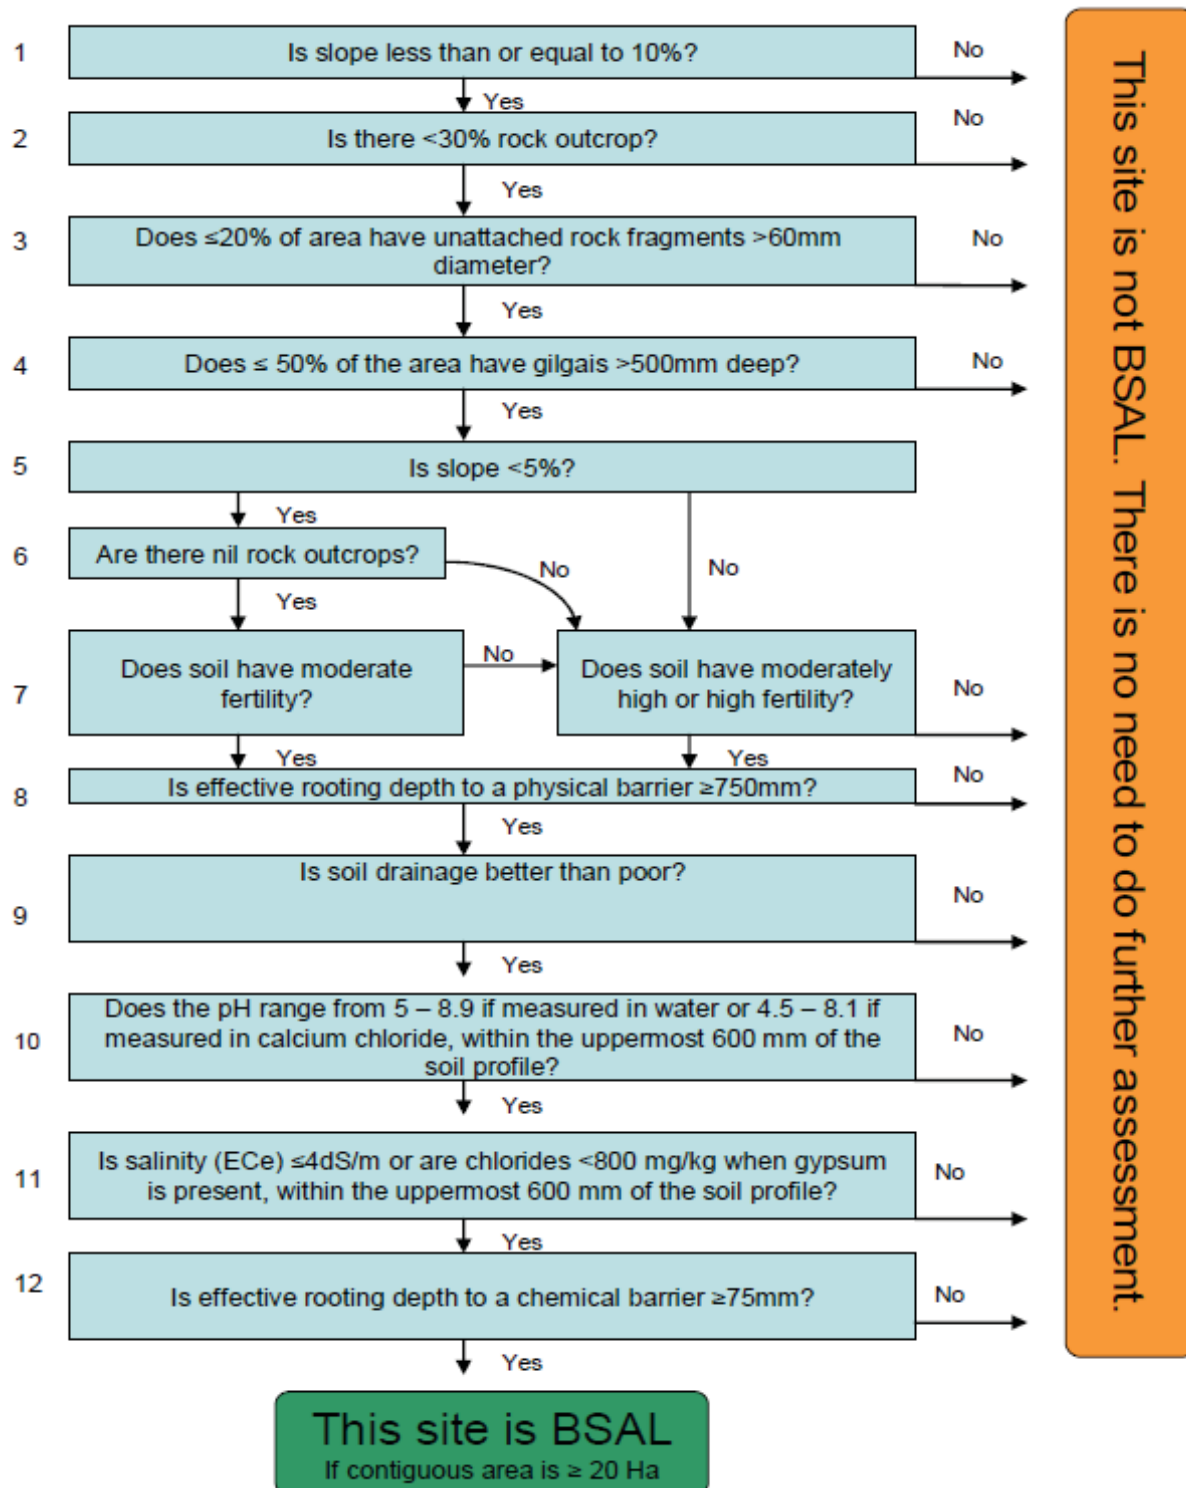 1
Is slope less than or equal to 10%?
No
Yes
2
Is there <30% rock outcrop?
No
Yes
3
Does ≤20% of area have unattached rock fragments >60mm
diameter?
No
Yes
4
Does ≤ 50% of the area have gilgais >500mm deep?
No
Yes
5
Is slope <5%?
Yes
No
6
Are there nil rock outcrops?
No
Yes
7
Does soil have moderate
fertility?
No
Does soil have moderately
high or high fertility?
No
Yes
Yes
8
Is effective rooting depth to a physical barrier ≥750mm?
No
Yes
9
Is soil drainage better than poor?
No
Yes
10
Does the pH range from 5 – 8.9 if measured in water or 4.5 – 8.1 if
measured in calcium chloride, within the uppermost 600 mm of the
soil profile?
No
Yes
11
Is salinity (ECe) ≤4dS/m or are chlorides <800 mg/kg when gypsum
is present, within the uppermost 600 mm of the soil profile?
No
Yes
12
Is effective rooting depth to a chemical barrier ≥75mm?
No
Yes
This site is BSAL
If contiguous area is ≥ 20 Ha
This site is not BSAL. There is no need to do further assessment.